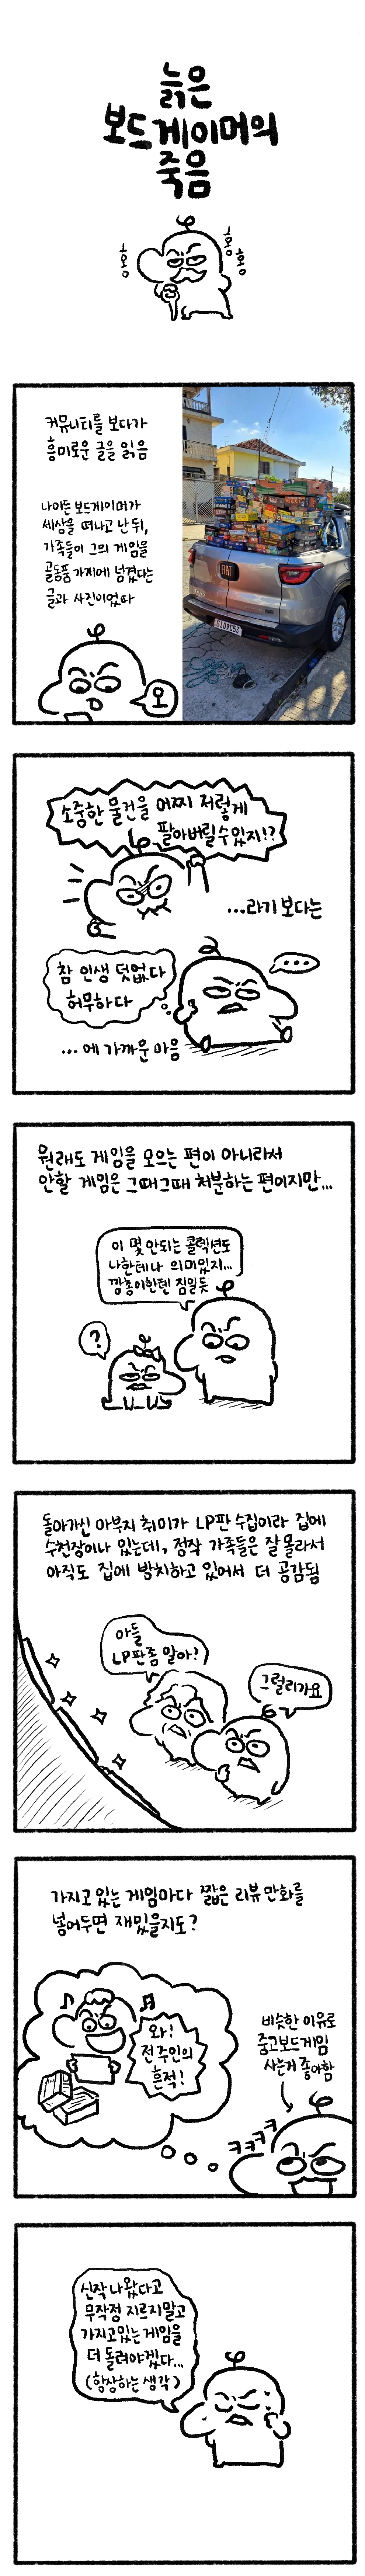 늙은
보드게이머의
죽음
흥
흥
흥
커뮤니티를 보다가
흥미로운 글을 읽음
나이든 보드게이머가
세상을 떠나고 난 뒤,
가족들이 그의 게임을
골동품 가게에 넘겼다는
글과 사진이었다
오
소중한 물건을 어찌 저렇게
팔아버릴수있지!?
...라기 보다는
참 인생 덧없다
허무하다
...
...에 가까운 마음
원래도 게임을 모으는 편이 아니라서
안할 게임은 그때그때 처분하는 편이지만...
이 몇 안되는 콜렉션도
나한테나 의미있지...
깡총이한텐 짐일듯
?
돌아가신 아부지 취미가 LP판 수집이라 집에
수천장이나 있는데, 정작 가족들은 잘 몰라서
아직도 집에 방치하고 있어서 더 공감됨
아들
LP판좀 말아?
그럴리가요
가지고 있는 게임마다 짧은 리뷰 만화를
넣어두면 재밌을지도?
와!
전주인의
흔적!
비슷한 이유로
중고보드게임
사는거 좋아함
ㅋㅋㅋㅋ
신작 나왔다고
무작정 지르지말고
가지고있는 게임을
더 돌려야겠다...
(항상하는 생각)